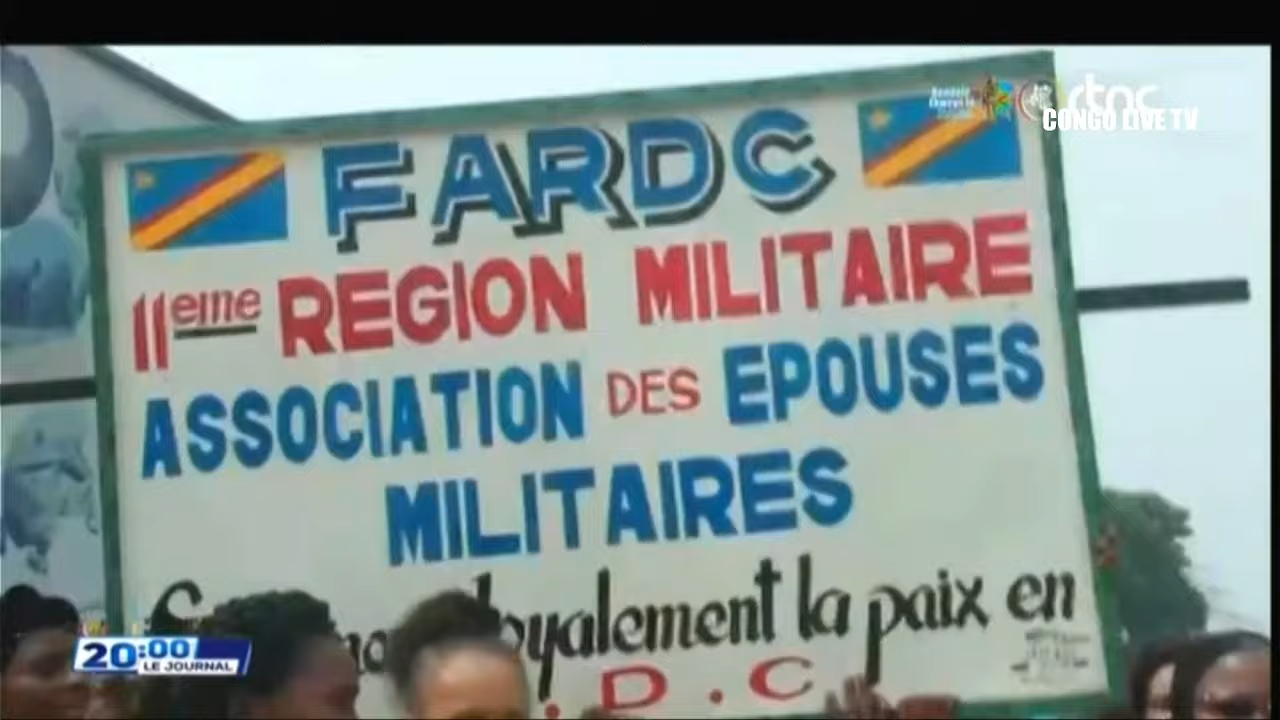 rtnc
CONGO LIVE TV
FARDC
11eme REGION MILITAIRE
ASSOCIATION DES EPOUSES
MILITAIRES
la paix en
.D.C
20:00
LE JOURNAL